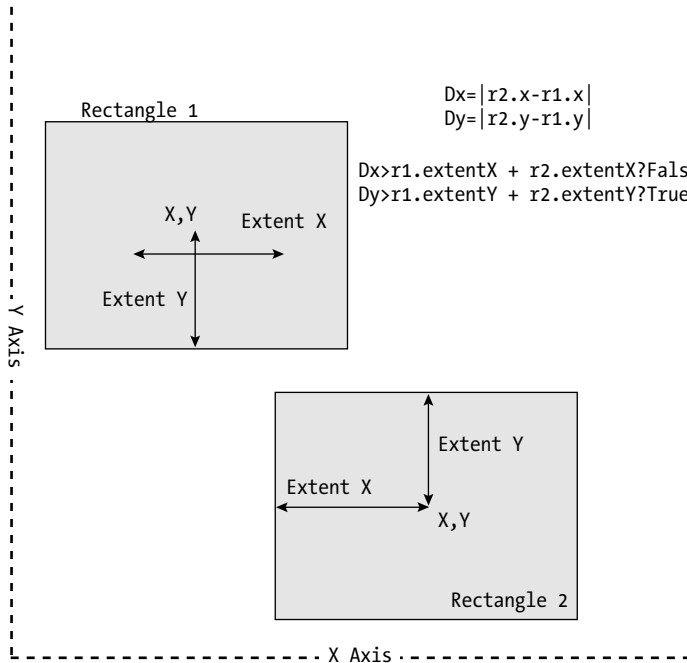 Rectangle 1
Dx=|r2.x-r1.x|
Dy=|r2.y-r1.y|
Dx>r1.extentX + r2.extentX?Fals
Dy>r1.extentY + r2.extentY?True
X,Y
Extent X
Extent Y
Y Axis
Extent Y
Extent X
X,Y
Rectangle 2
X Axis